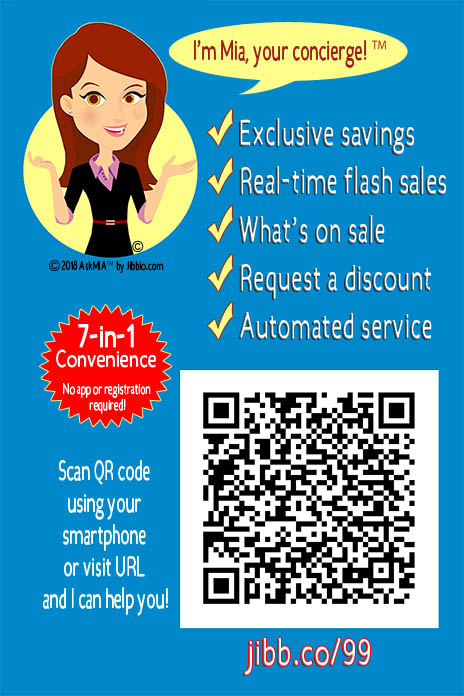 I'm Mia, your concierge! ™
Exclusive savings
Real-time flash sales
What's on sale
Request a discount
Automated service
©
© 2018 AskMIA™ by Jibbio.com
7-in-1
Convenience
No app or registration
required!
Scan QR code
using your
smartphone
or visit URL
and I can help you!
jibb.co/99